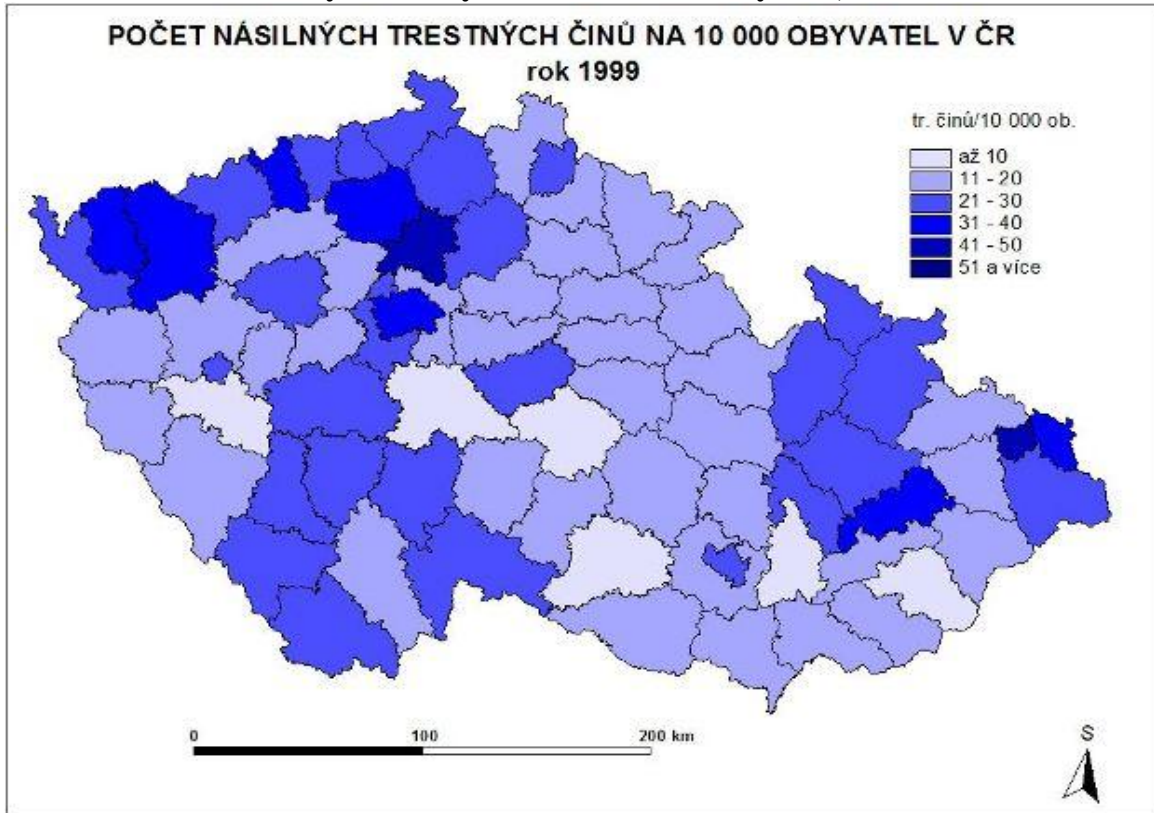 POČET NÁSILNÝCH TRESTNÝCH ČINŮ NA 10 000 OBYVATEL V ČR
rok 1999
tr. činů/10 000 ob.
až 10
11 - 20
21 - 30
31 - 40
41 - 50
51 a více
0 100 200 km
S